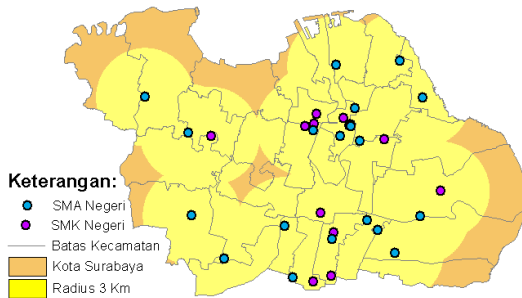 Keterangan:
SMA Negeri
SMK Negeri
Batas Kecamatan
Kota Surabaya
Radius 3 Km